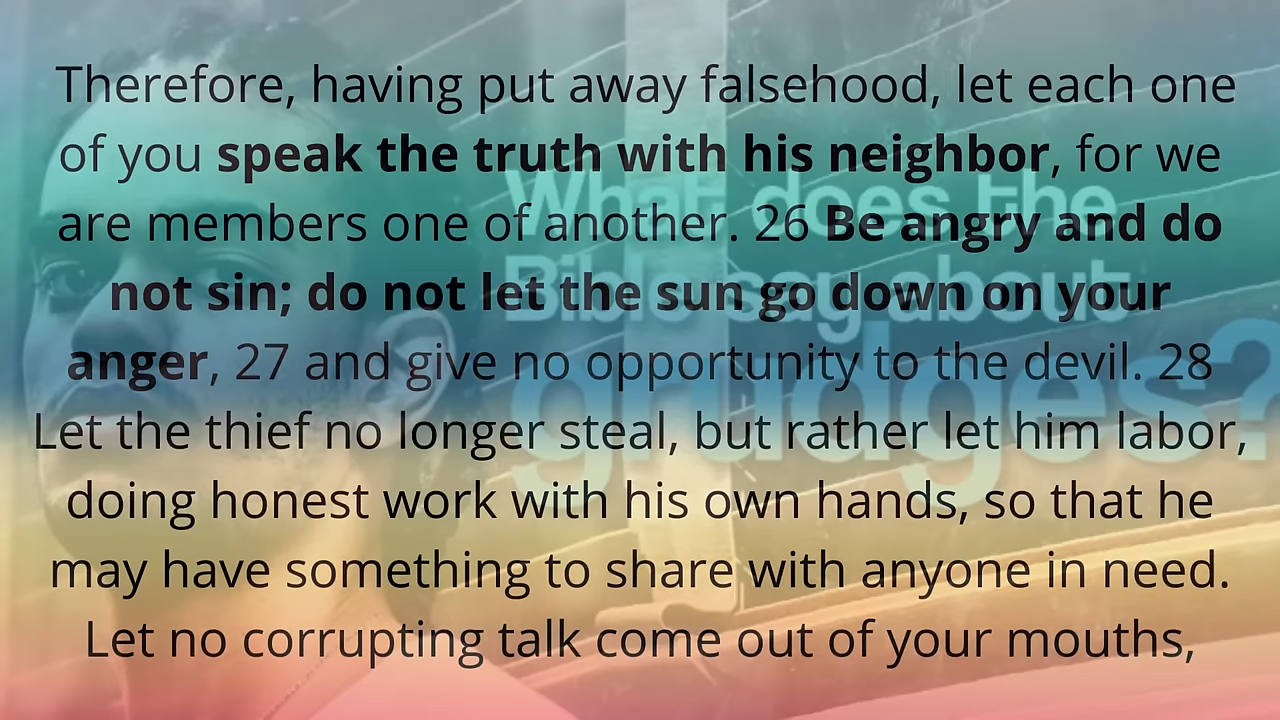 Therefore, having put away falsehood, let each one
of you speak the truth with his neighbor, for we
are members one of another. 26 Be angry and do
not sin; do not let the sun go down on your
anger, 27 and give no opportunity to the devil. 28
Let the thief no longer steal, but rather let him labor,
doing honest work with his own hands, so that he
may have something to share with anyone in need.
Let no corrupting talk come out of your mouths,
What does the
Bible say about
grudges?